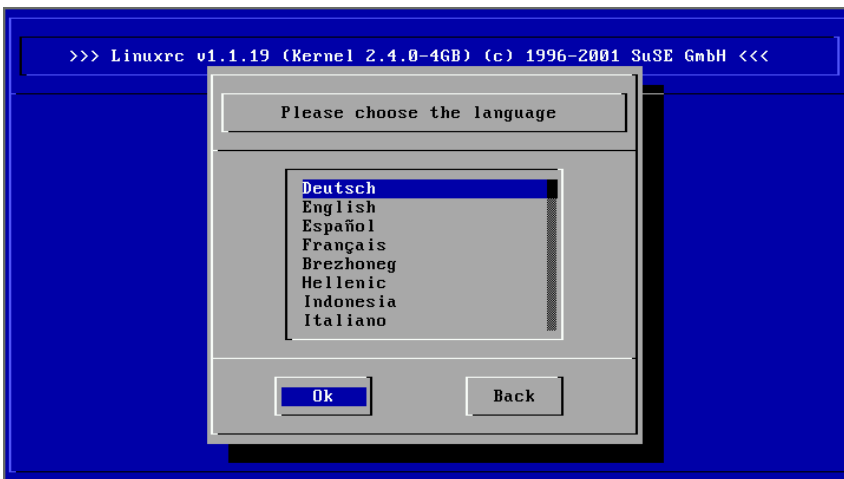 >>> Linuxrc v1.1.19 (Kernel 2.4.0-4GB) (c) 1996-2001 SuSE GmbH <<<
Please choose the language
Deutsch
English
Español
Français
Brezhoneg
Hellenic
Indonesia
Italiano
Ok Back